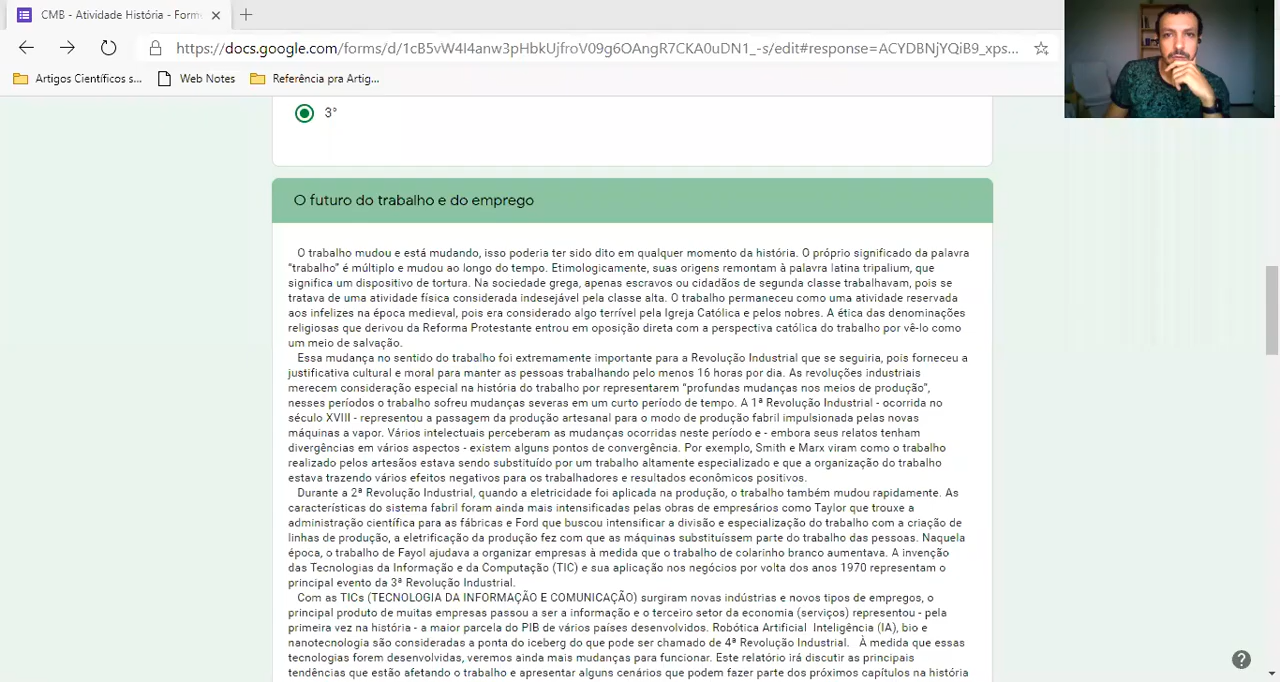 CMB - Atividade História - Form
https://docs.google.com/forms/d/1cB5vW4I4anw3pHbkUjfroV09g6OAngR7CKA0uDN1_-s/edit#response=ACYDBNjYQiB9_xps...
Artigos Científicos s...
Web Notes
Referência pra Artig...
3°
O futuro do trabalho e do emprego
O trabalho mudou e está mudando, isso poderia ter sido dito em qualquer momento da história. O próprio significado da palavra
“trabalho” é múltiplo e mudou ao longo do tempo. Etimologicamente, suas origens remontam à palavra latina tripalium, que
significa um dispositivo de tortura. Na sociedade grega, apenas escravos ou cidadãos de segunda classe trabalhavam, pois se
tratava de uma atividade física considerada indesejável pela classe alta. O trabalho permaneceu como uma atividade reservada
aos infelizes na época medieval, pois era considerado algo terrível pela Igreja Católica e pelos nobres. A ética das denominações
religiosas que derivou da Reforma Protestante entrou em oposição direta com a perspectiva católica do trabalho por vê-lo como
um meio de salvação.
Essa mudança no sentido do trabalho foi extremamente importante para a Revolução Industrial que se seguiria, pois forneceu a
justificativa cultural e moral para manter as pessoas trabalhando pelo menos 16 horas por dia. As revoluções industriais
merecem consideração especial na história do trabalho por representarem “profundas mudanças nos meios de produção”,
nesses períodos o trabalho sofreu mudanças severas em um curto período de tempo. A 1ª Revolução Industrial - ocorrida no
século XVIII - representou a passagem da produção artesanal para o modo de produção fabril impulsionada pelas novas
máquinas a vapor. Vários intelectuais perceberam as mudanças ocorridas neste período e - embora seus relatos tenham
divergências em vários aspectos - existem alguns pontos de convergência. Por exemplo, Smith e Marx viram como o trabalho
realizado pelos artesãos estava sendo substituído por um trabalho altamente especializado e que a organização do trabalho
estava trazendo vários efeitos negativos para os trabalhadores e resultados econômicos positivos.
Durante a 2ª Revolução Industrial, quando a eletricidade foi aplicada na produção, o trabalho também mudou rapidamente. As
características do sistema fabril foram ainda mais intensificadas pelas obras de empresários como Taylor que trouxe a
administração científica para as fábricas e Ford que buscou intensificar a divisão e especialização do trabalho com a criação de
linhas de produção, a eletrificação da produção fez com que as máquinas substituíssem parte do trabalho das pessoas. Naquela
época, o trabalho de Fayol ajudava a organizar empresas à medida que o trabalho de colarinho branco aumentava. A invenção
das Tecnologias da Informação e da Computação (TIC) e sua aplicação nos negócios por volta dos anos 1970 representam o
principal evento da 3ª Revolução Industrial.
Com as TICs (TECNOLOGIA DA INFORMAÇÃO E COMUNICAÇÃO) surgiram novas indústrias e novos tipos de empregos, o
principal produto de muitas empresas passou a ser a informação e o terceiro setor da economia (serviços) representou - pela
primeira vez na história - a maior parcela do PIB de vários países desenvolvidos. Robótica Artificial  Inteligência (IA), bio e
nanotecnologia são consideradas a ponta do iceberg do que pode ser chamado de 4ª Revolução Industrial.   À medida que essas
tecnologias forem desenvolvidas, veremos ainda mais mudanças para funcionar. Este relatório irá discutir as principais
tendências que estão afetando o trabalho e apresentar alguns cenários que podem fazer parte dos próximos capítulos na história